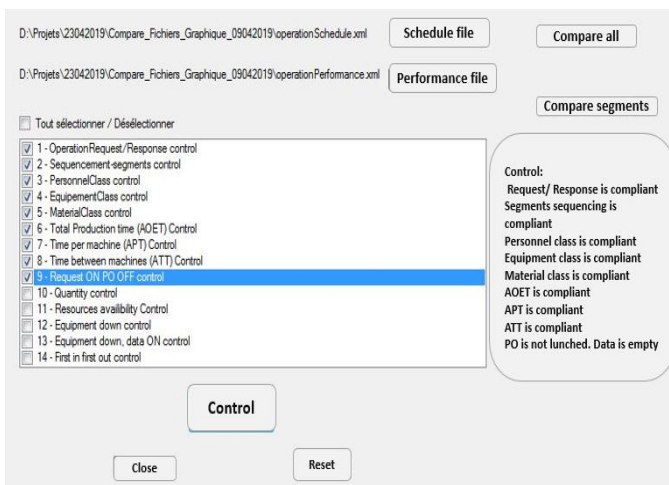 D:\Projets\23042019\Compare_Fichiers_Graphique_09042019\operationSchedule.xml
Schedule file
Compare all
D:\Projets\23042019\Compare_Fichiers_Graphique_09042019\operationPerformance.xml
Performance file
Compare segments
Tout sélectionner / Désélectionner
1 - OperationRequest/Response control
2 - Sequencement-segments control
3 - PersonnelClass control
4 - EquipementClass control
5 - MaterialClass control
6 - Total Production time (AOET) Control
7 - Time per machine (APT) Control
8 - Time between machines (ATT) Control
9 - Request ON PO OFF control
10 - Quantity control
11 - Resources availibility Control
12 - Equipment down control
13 - Equipment down, data ON control
14 - First in first out control
Control:
Request/ Response is compliant
Segments sequencing is
compliant
Personnel class is compliant
Equipment class is compliant
Material class is compliant
AOET is compliant
APT is compliant
ATT is compliant
PO is not lunched. Data is empty
Control
Close
Reset